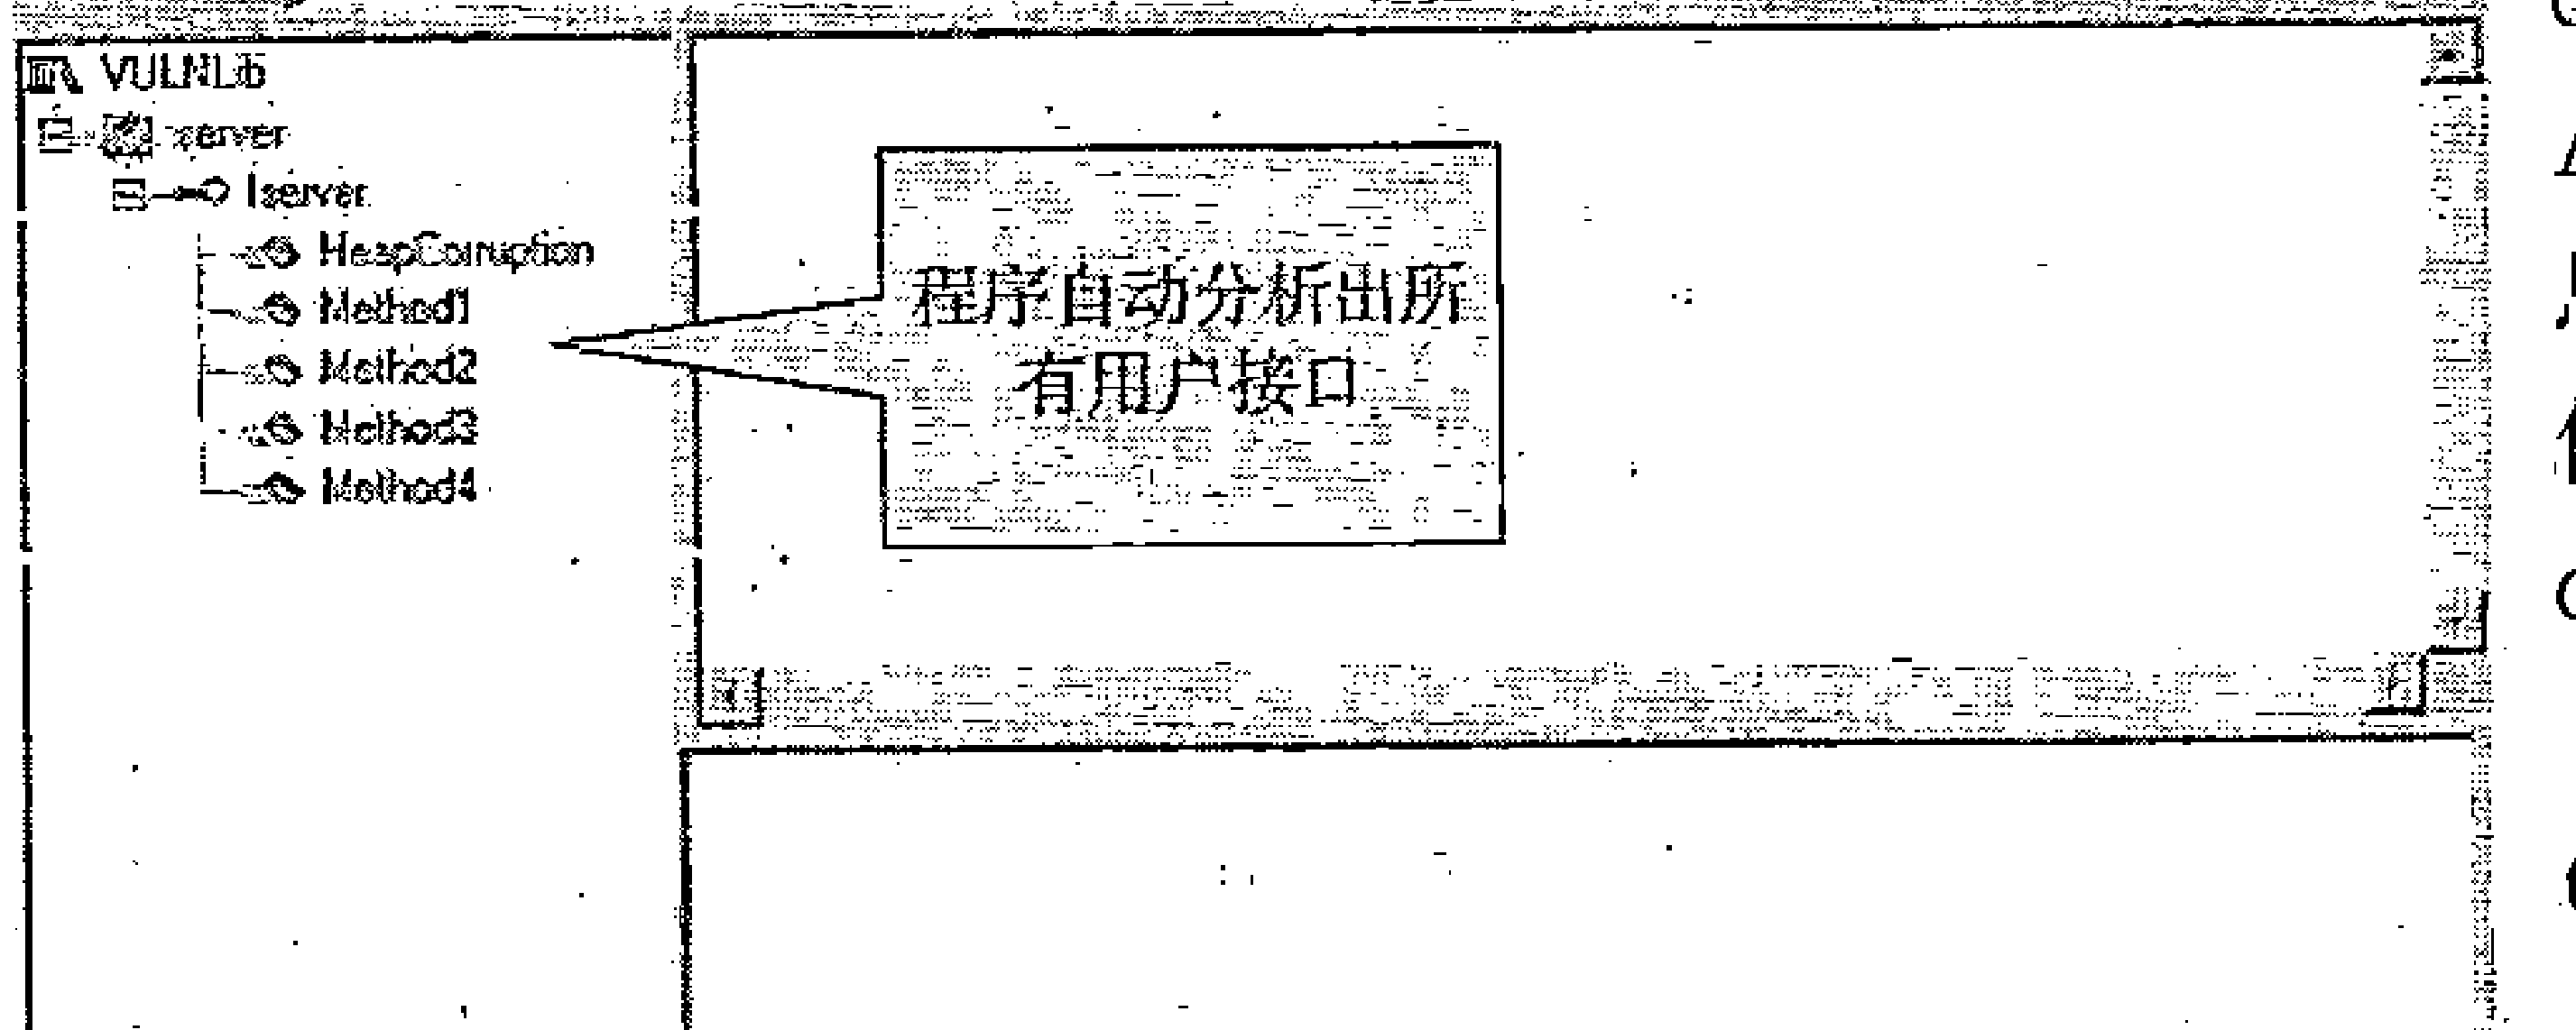 VULNLib
server
Iserver
HeapCorruption
Method1
Method2
Method3
Method4
程序自动分析出所
有用户接口